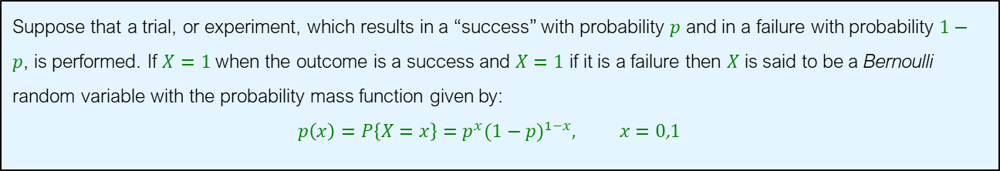 Suppose that a trial, or experiment, which results in a “success” with probability 𝑝 and in a failure with probability 1 −
𝑝, is performed. If 𝑋 = 1 when the outcome is a success and 𝑋 = 1 if it is a failure then 𝑋 is said to be a Bernoulli
random variable with the probability mass function given by:
𝑝(𝑥) = 𝑃{𝑋 = 𝑥} = 𝑝ˣ(1 − 𝑝)¹⁻ˣ, 𝑥 = 0,1